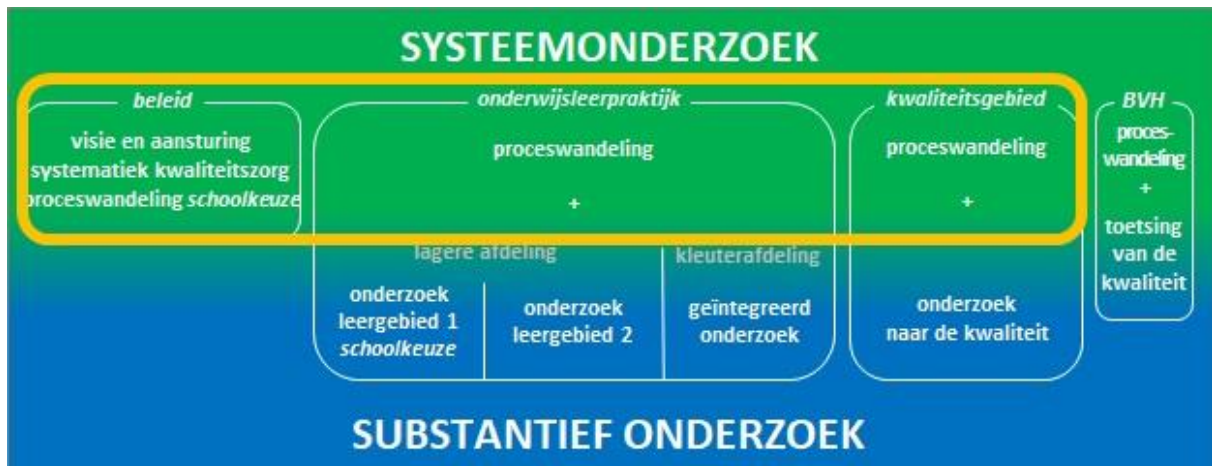 SYSTEEMONDERZOEK
beleid
visie en aansturing
systematiek kwaliteitszorg
proceswandeling schoolkeuze
onderwijsleerpraktijk
proceswandeling
+
lagere afdeling
kleuterafdeling
onderzoek
leergebied 1
schoolkeuze
onderzoek
leergebied 2
geïntegreerd
onderzoek
kwaliteitsgebied
proceswandeling
+
onderzoek
naar de kwaliteit
BVH
proces-
wandeling
+
toetsing
van de
kwaliteit
SUBSTANTIEF ONDERZOEK